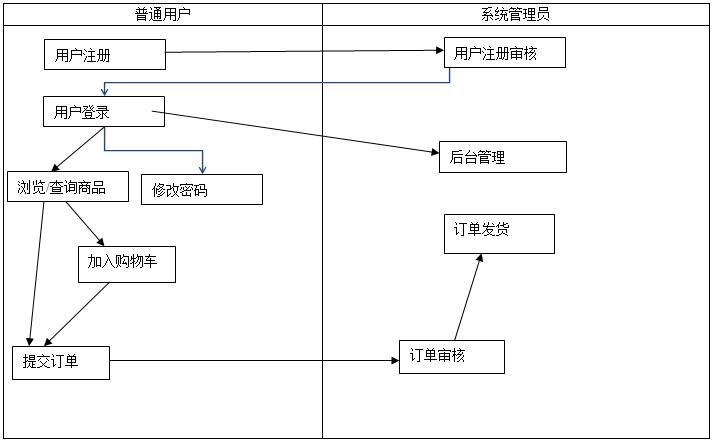 普通用户
系统管理员
用户注册
用户注册审核
用户登录
后台管理
浏览/查询商品
修改密码
订单发货
加入购物车
提交订单
订单审核